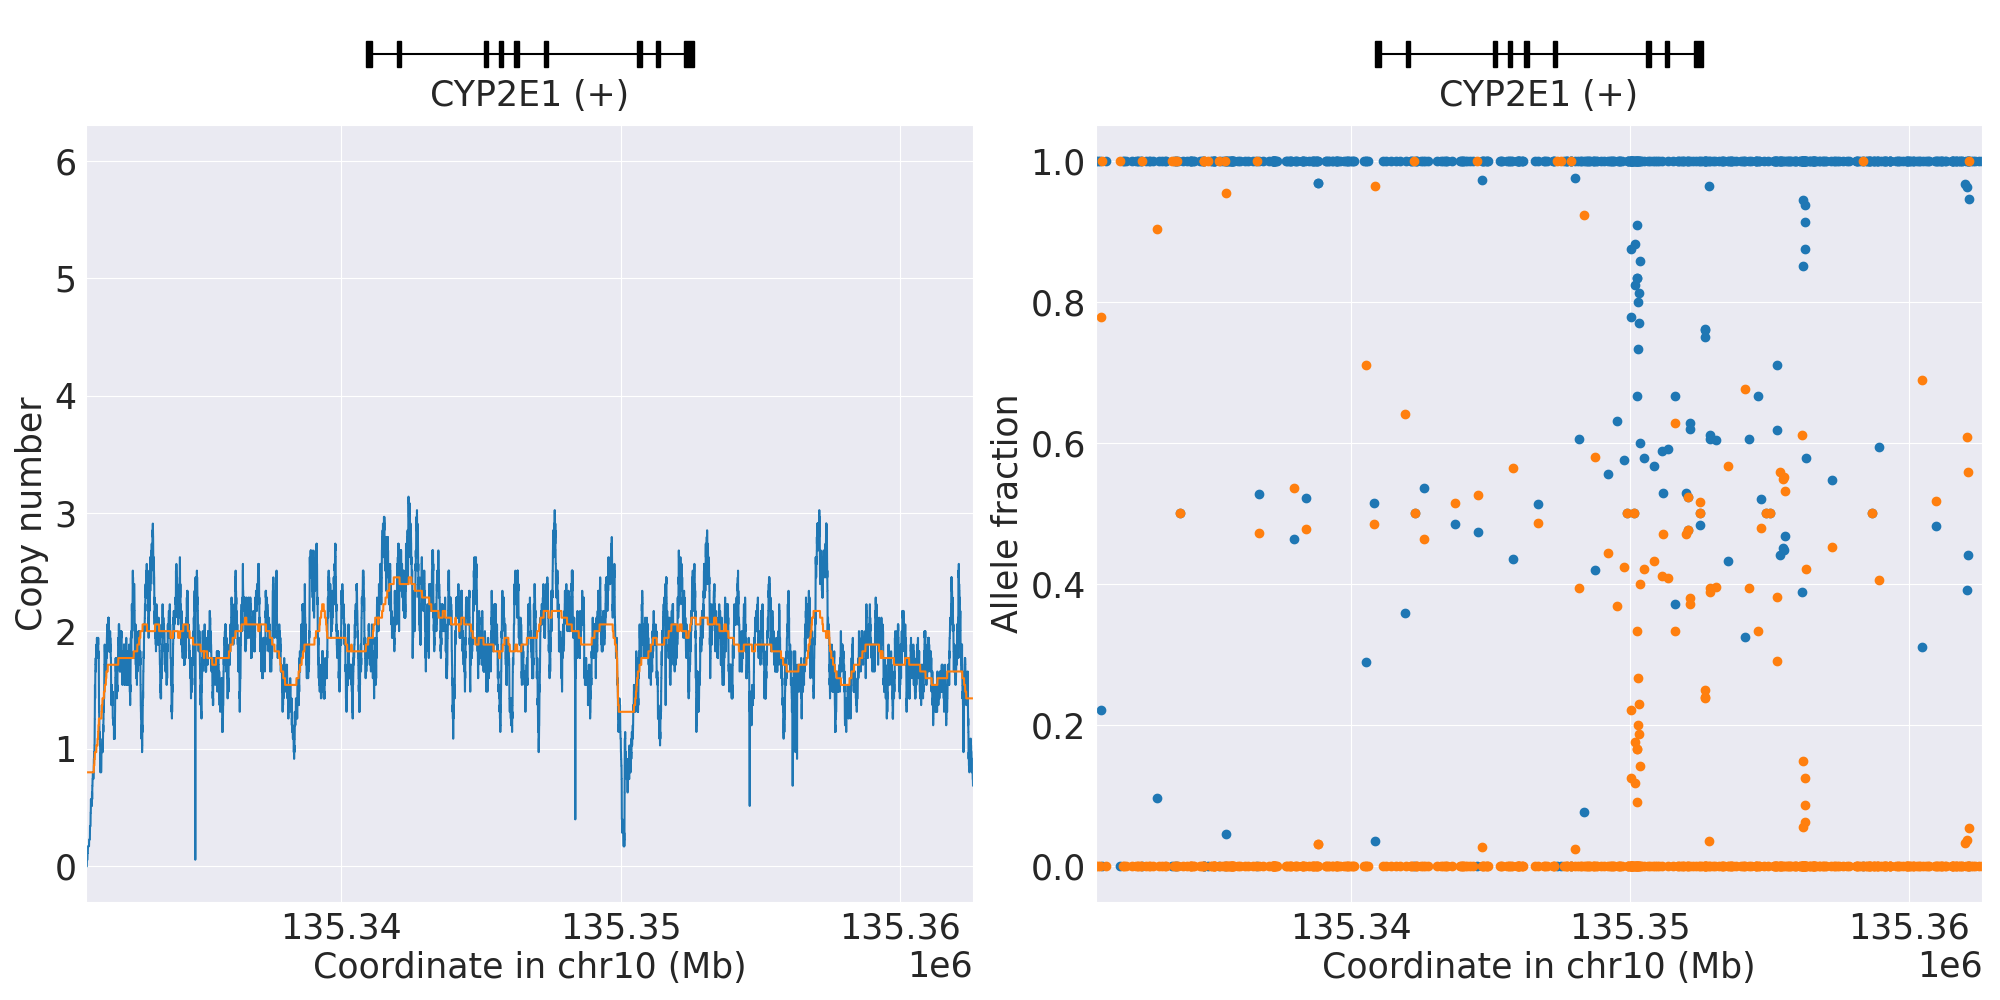 CYP2E1 (+)
6
5
4
3
2
1
0
Copy number
135.34 135.35 135.36
Coordinate in chr10 (Mb)
1e6
CYP2E1 (+)
1.0
0.8
0.6
0.4
0.2
0.0
Allele fraction
135.34 135.35 135.36
Coordinate in chr10 (Mb)
1e6